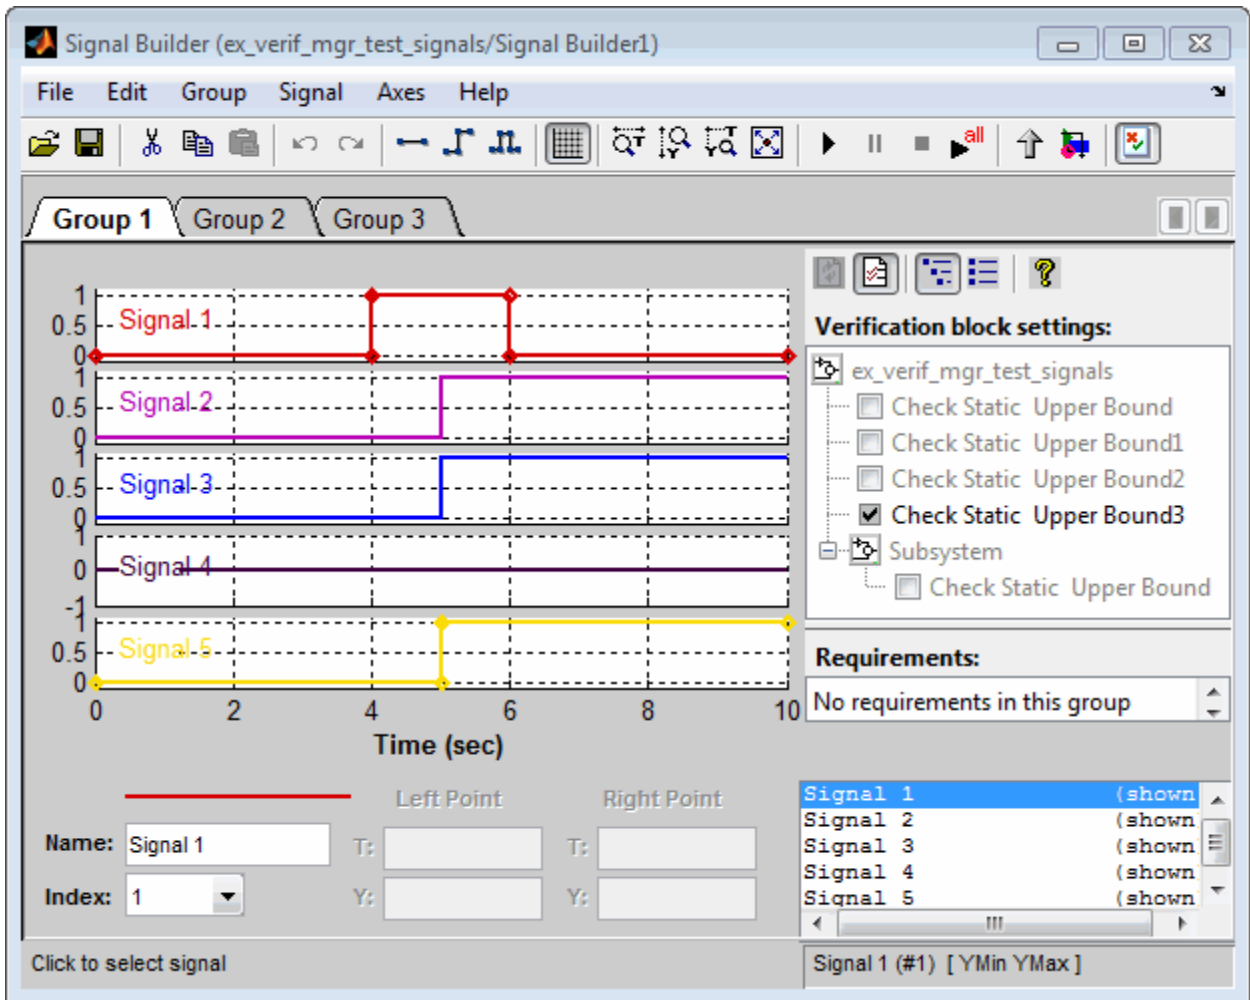 Signal Builder (ex_verif_mgr_test_signals/Signal Builder1)
File Edit Group Signal Axes Help
all
Group 1 Group 2 Group 3
Verification block settings:
ex_verif_mgr_test_signals
Check Static Upper Bound
Check Static Upper Bound1
Check Static Upper Bound2
Check Static Upper Bound3
Subsystem
Check Static Upper Bound
Requirements:
No requirements in this group
1
0.5 Signal 1
0
1
0.5 Signal 2
0
1
0.5 Signal 3
0
1
0 Signal 4
-1
1
0.5 Signal 5
0
0 2 4 6 8 10
Time (sec)
Left Point Right Point
Name: Signal 1 T: T:
Index: 1 Y: Y:
Signal 1 (shown
Signal 2 (shown
Signal 3 (shown
Signal 4 (shown
Signal 5 (shown
Click to select signal
Signal 1 (#1) [ YMin YMax ]